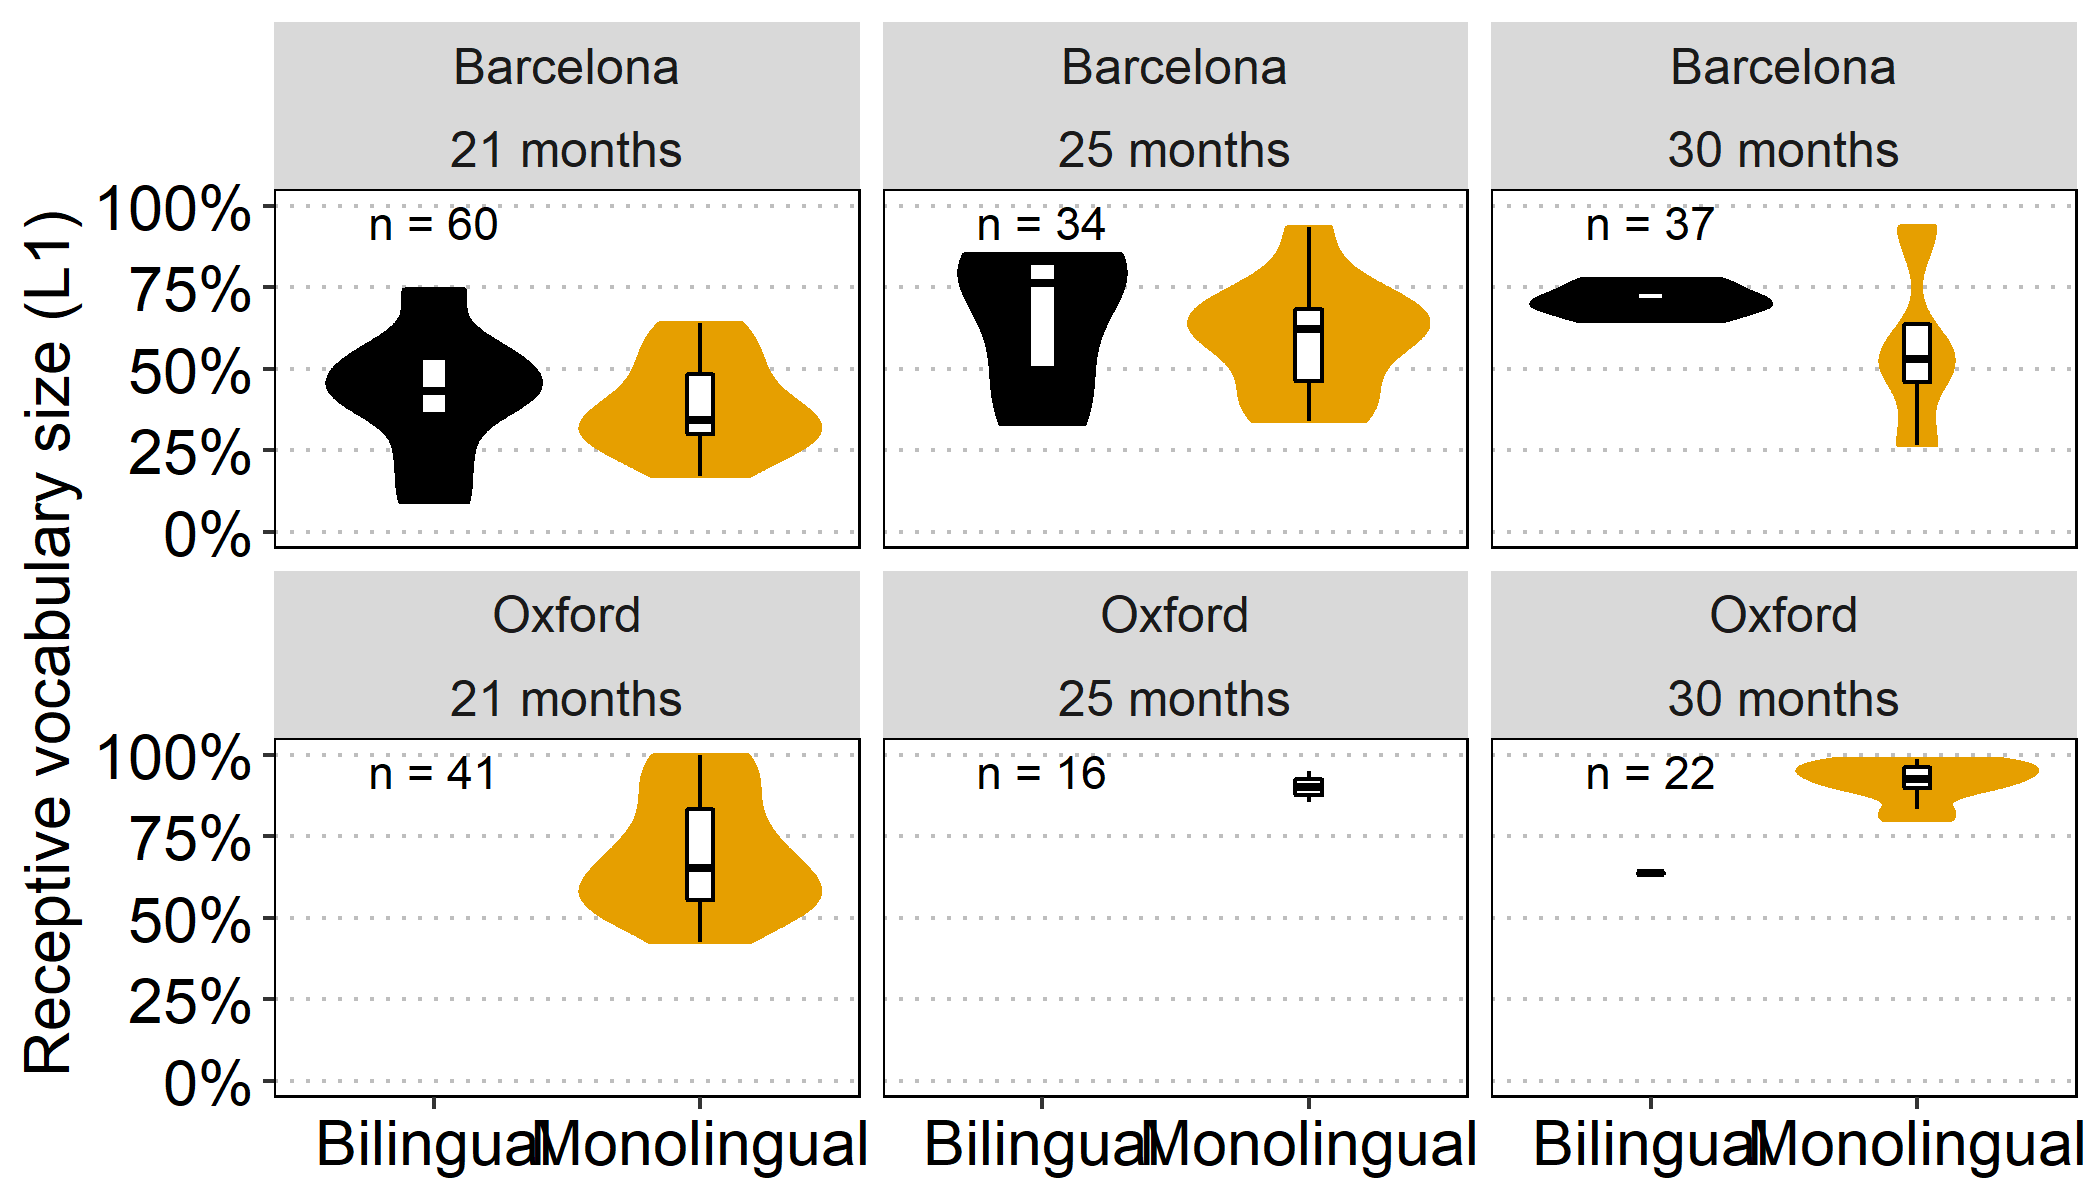 Barcelona
21 months
Barcelona
25 months
Barcelona
30 months
Receptive vocabulary size (L1)
100%
75%
50%
25%
0%
n = 60
n = 34
n = 37
Oxford
21 months
Oxford
25 months
Oxford
30 months
100%
75%
50%
25%
0%
n = 41
n = 16
n = 22
Bilingual Monolingual
Bilingual Monolingual
Bilingual Monolingual